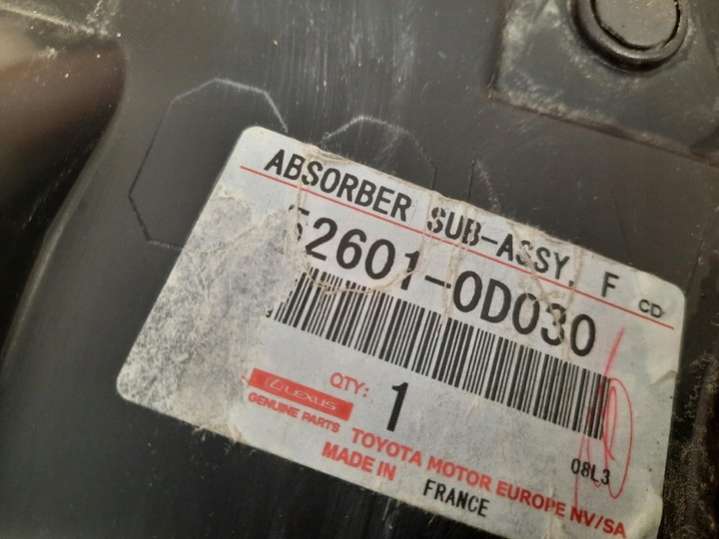 ABSORBER SUB-ASSY, F
CD
52601-0D030
QTY: 1
LEXUS
GENUINE PARTS
08L3
TOYOTA MOTOR EUROPE NV/SA
MADE IN FRANCE